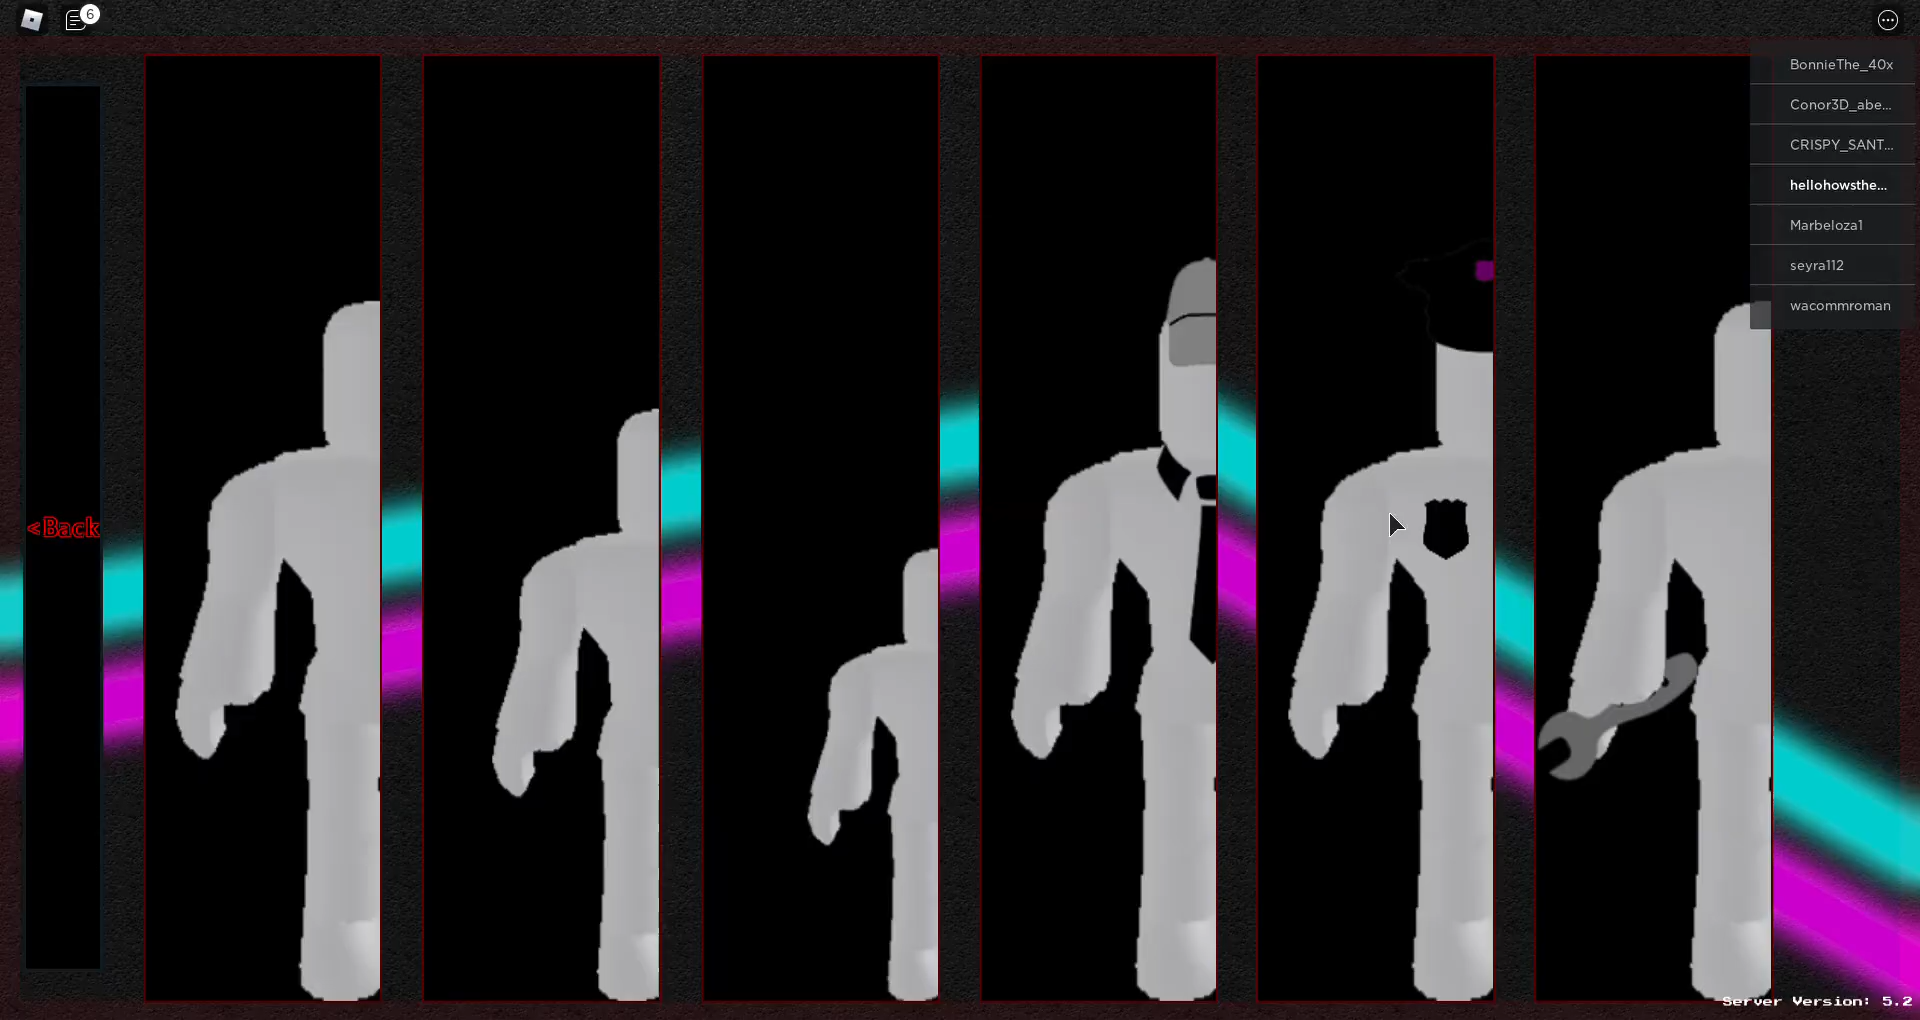 6
BonnieThe_40x
Conor3D_abe...
CRISPY_SANT...
hellohowsthe...
Marbeloza1
seyra112
wacommroman
<Back
Server Version: 5.2